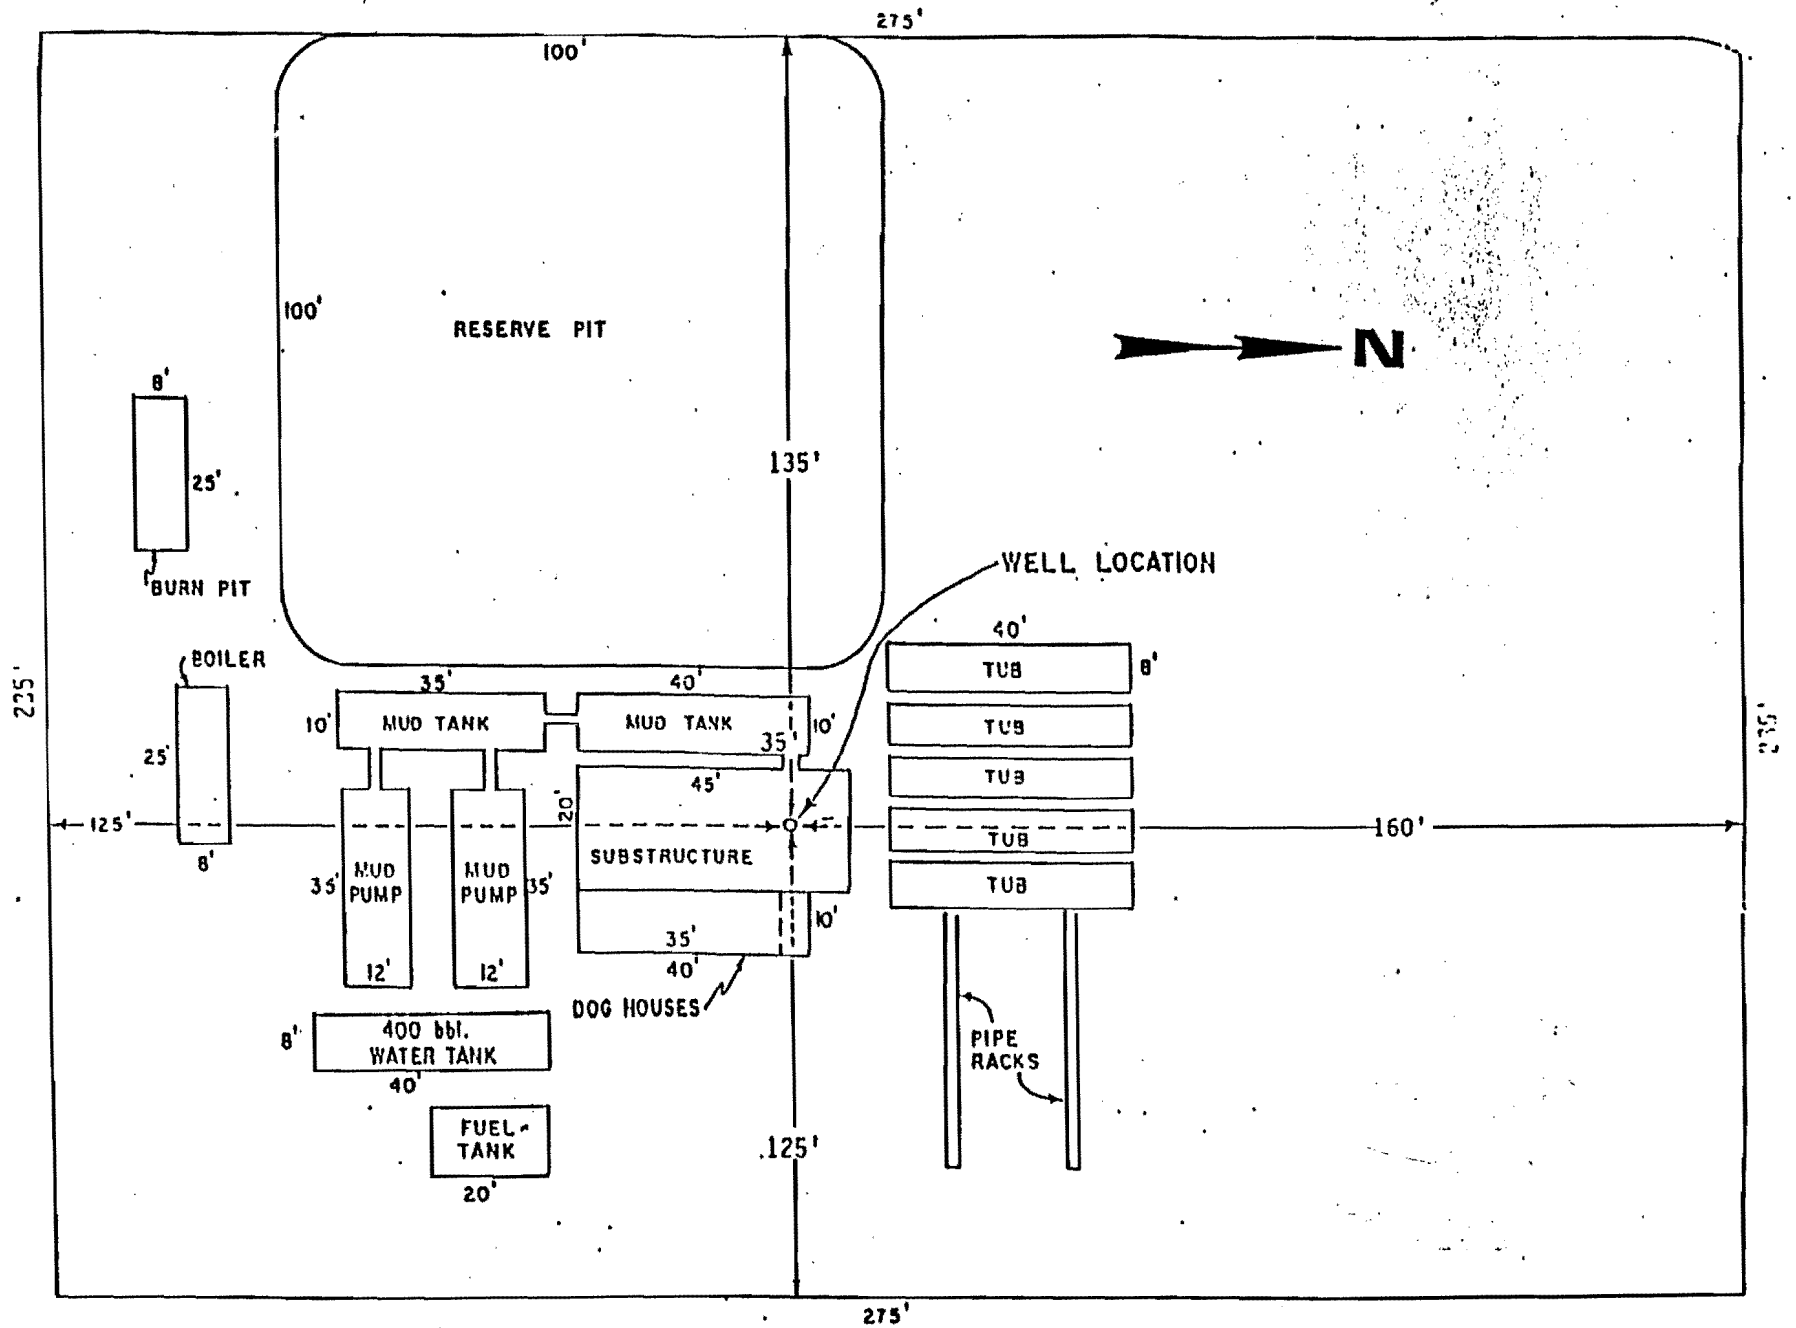 275'
100'
100'
RESERVE PIT
N
8'
25'
BURN PIT
135'
WELL LOCATION
BOILER
25'
8'
125'
35'
10'
MUD TANK
40'
MUD TANK
10'
35
45'
20'
SUBSTRUCTURE
40'
TUB
8'
TUB
TUB
TUB
TUB
160'
235'
35'
MUD
PUMP
12'
MUD
PUMP
35'
12'
10'
35'
40'
DOG HOUSES
8'
400 bbl.
WATER TANK
40'
PIPE
RACKS
FUEL
TANK
20'
125'
275'